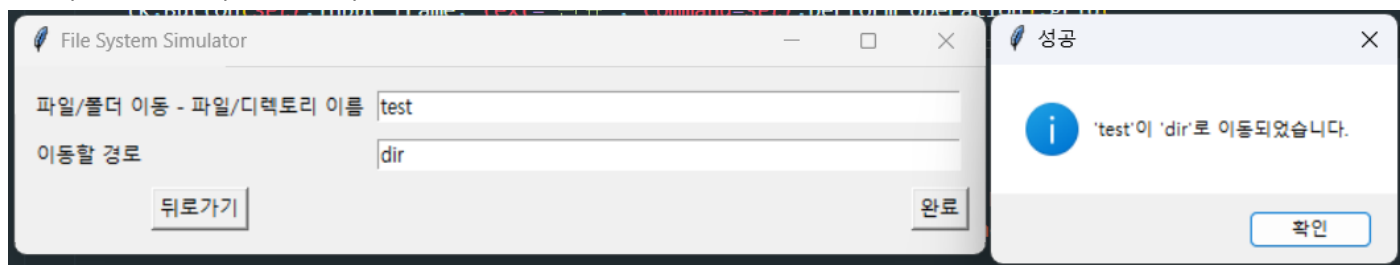 File System Simulator
파일/폴더 이동 - 파일/디렉토리 이름 test
이동할 경로 dir
뒤로가기 완료
성공
'test'이 'dir'로 이동되었습니다.
확인